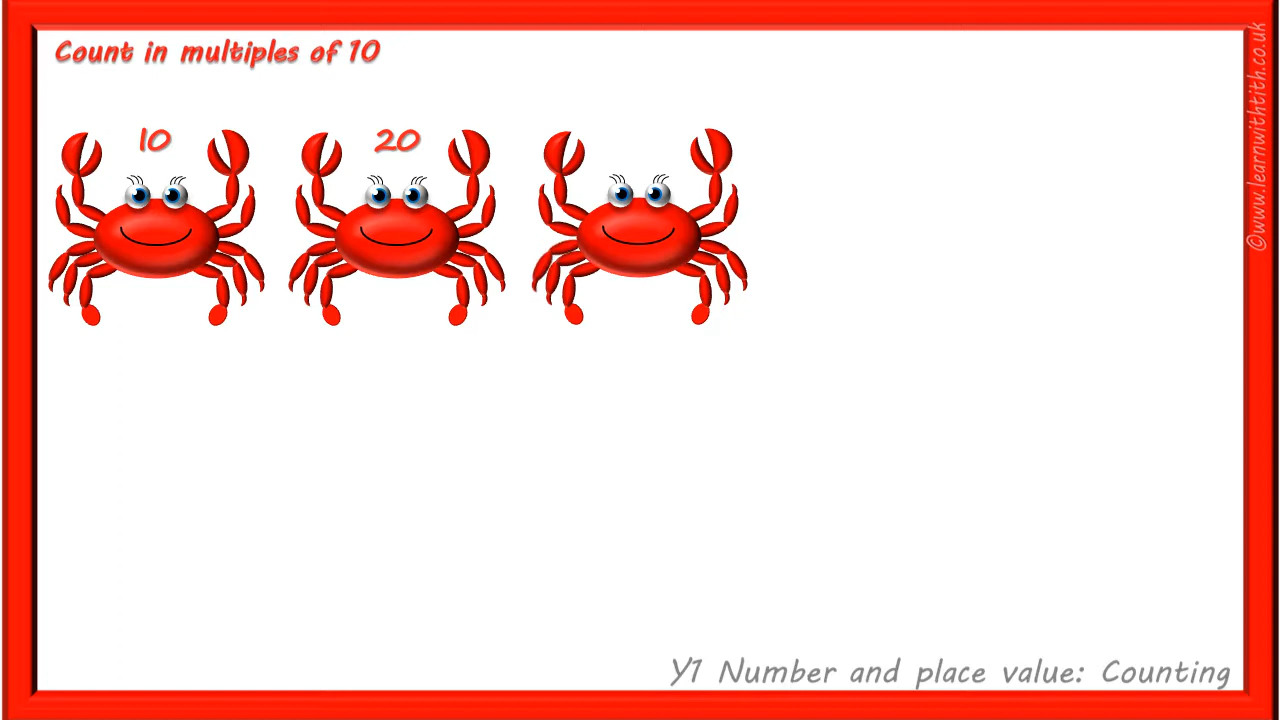 Count in multiples of 10
10 20
Y1 Number and place value: Counting
©www.learnwithtith.co.uk